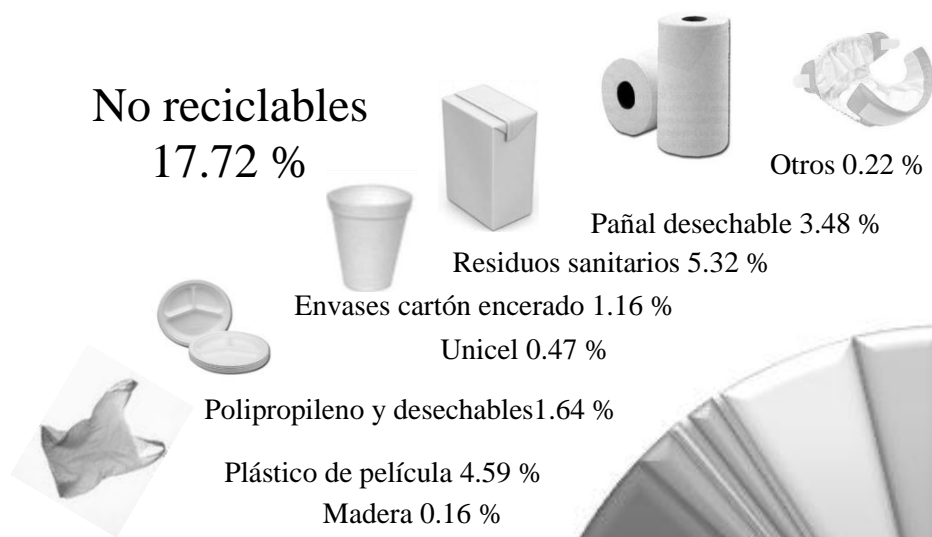 No reciclables
17.72 %
Otros 0.22 %
Pañal desechable 3.48 %
Residuos sanitarios 5.32 %
Envases cartón encerado 1.16 %
Unicel 0.47 %
Polipropileno y desechables1.64 %
Plástico de película 4.59 %
Madera 0.16 %